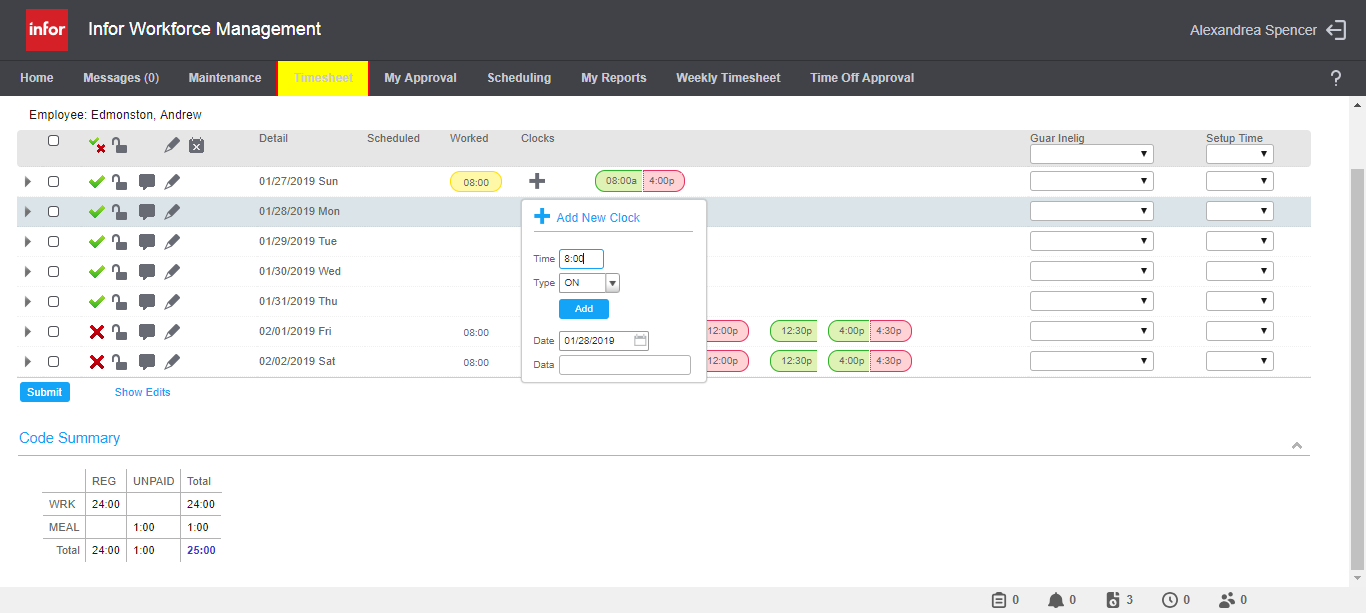 infor Infor Workforce Management Alexandrea Spencer
Home Messages (0) Maintenance Timesheet My Approval Scheduling My Reports Weekly Timesheet Time Off Approval ?
Employee: Edmonston, Andrew
Detail Scheduled Worked Clocks Guar Inelig Setup Time
01/27/2019 Sun 08:00 08:00a 4:00p
01/28/2019 Mon
Add New Clock
01/29/2019 Tue
Time 8:00
01/30/2019 Wed
Type ON
01/31/2019 Thu
Add
02/01/2019 Fri 08:00 12:00p 12:30p 4:00p 4:30p
Date 01/28/2019
02/02/2019 Sat 08:00 12:00p 12:30p 4:00p 4:30p
Data
Submit Show Edits
Code Summary
REG UNPAID Total
WRK 24:00 24:00
MEAL 1:00 1:00
Total 24:00 1:00 25:00
0 0 3 0 0